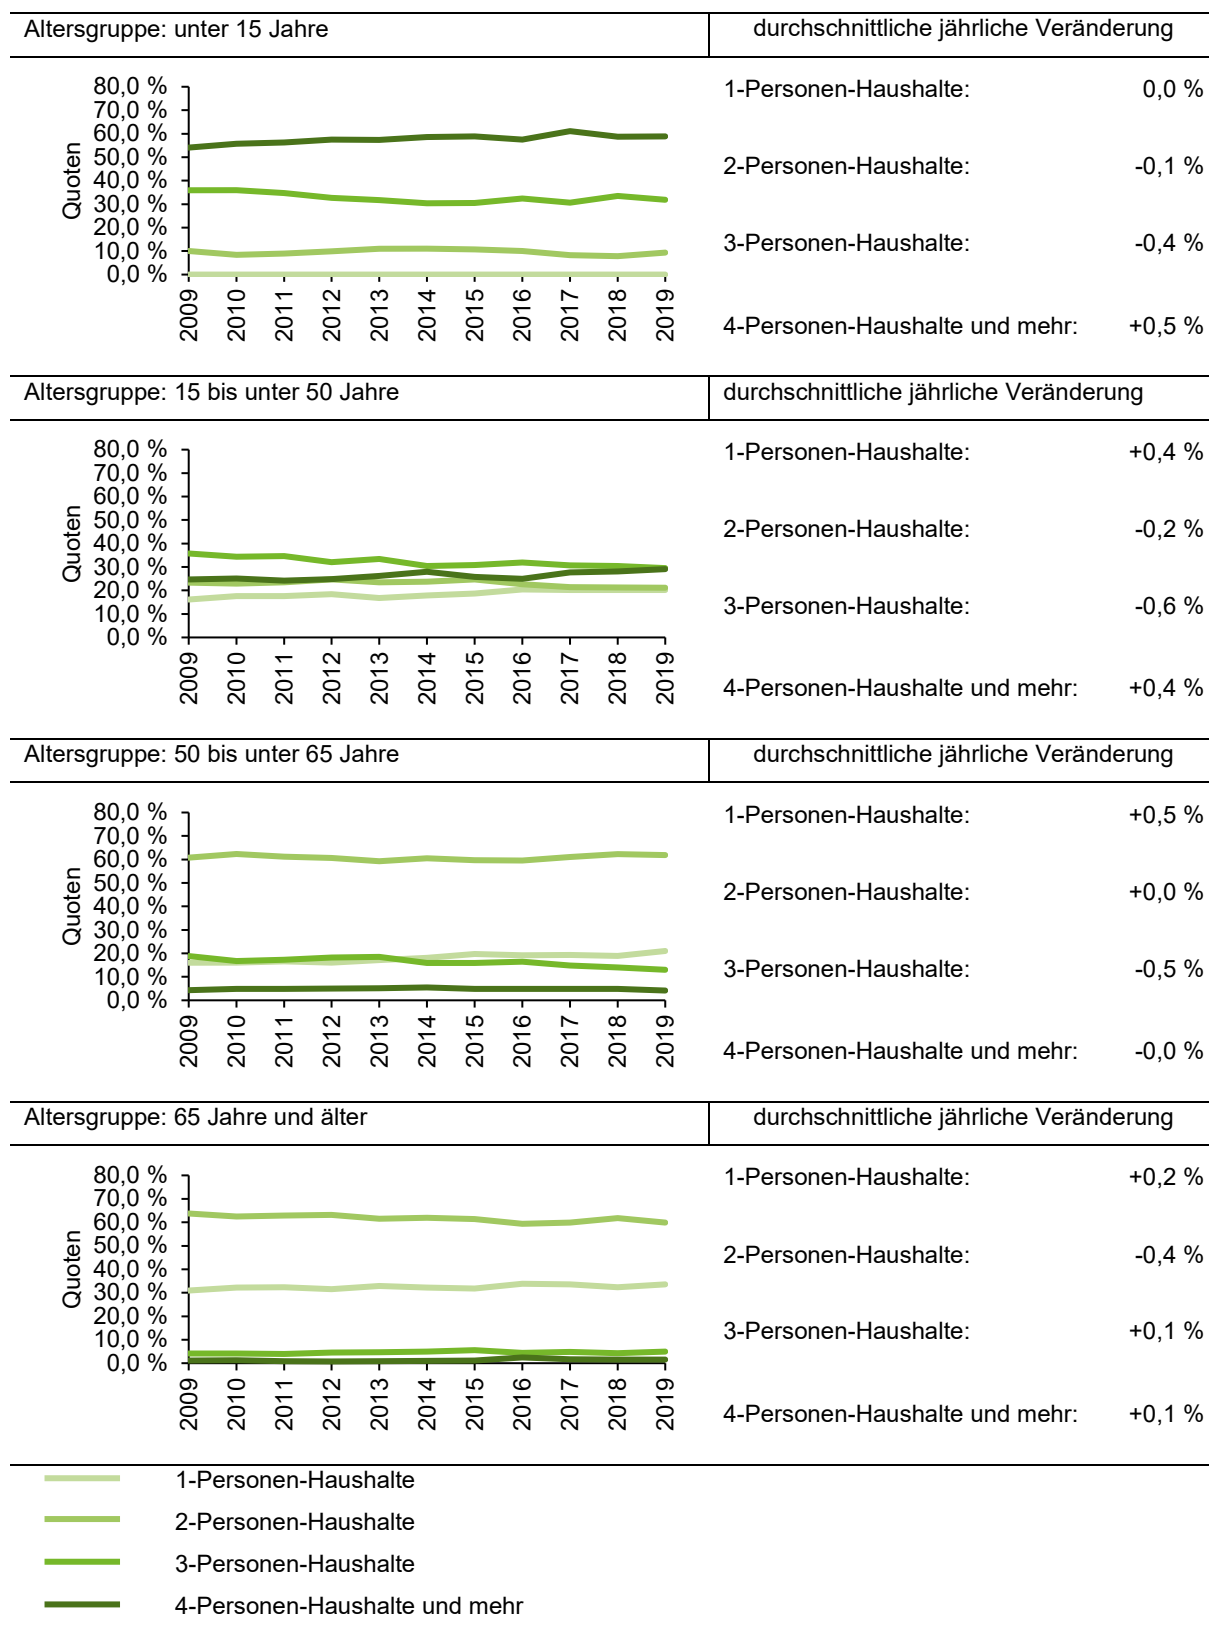 Altersgruppe: unter 15 Jahre
durchschnittliche jährliche Veränderung
80,0 %
70,0 %
60,0 %
50,0 %
40,0 %
30,0 %
20,0 %
10,0 %
0,0 %
Quoten
2009 2010 2011 2012 2013 2014 2015 2016 2017 2018 2019
1-Personen-Haushalte: 0,0 %
2-Personen-Haushalte: -0,1 %
3-Personen-Haushalte: -0,4 %
4-Personen-Haushalte und mehr: +0,5 %
Altersgruppe: 15 bis unter 50 Jahre
durchschnittliche jährliche Veränderung
80,0 %
70,0 %
60,0 %
50,0 %
40,0 %
30,0 %
20,0 %
10,0 %
0,0 %
Quoten
2009 2010 2011 2012 2013 2014 2015 2016 2017 2018 2019
1-Personen-Haushalte: +0,4 %
2-Personen-Haushalte: -0,2 %
3-Personen-Haushalte: -0,6 %
4-Personen-Haushalte und mehr: +0,4 %
Altersgruppe: 50 bis unter 65 Jahre
durchschnittliche jährliche Veränderung
80,0 %
70,0 %
60,0 %
50,0 %
40,0 %
30,0 %
20,0 %
10,0 %
0,0 %
Quoten
2009 2010 2011 2012 2013 2014 2015 2016 2017 2018 2019
1-Personen-Haushalte: +0,5 %
2-Personen-Haushalte: +0,0 %
3-Personen-Haushalte: -0,5 %
4-Personen-Haushalte und mehr: -0,0 %
Altersgruppe: 65 Jahre und älter
durchschnittliche jährliche Veränderung
80,0 %
70,0 %
60,0 %
50,0 %
40,0 %
30,0 %
20,0 %
10,0 %
0,0 %
Quoten
2009 2010 2011 2012 2013 2014 2015 2016 2017 2018 2019
1-Personen-Haushalte: +0,2 %
2-Personen-Haushalte: -0,4 %
3-Personen-Haushalte: +0,1 %
4-Personen-Haushalte und mehr: +0,1 %
1-Personen-Haushalte
2-Personen-Haushalte
3-Personen-Haushalte
4-Personen-Haushalte und mehr